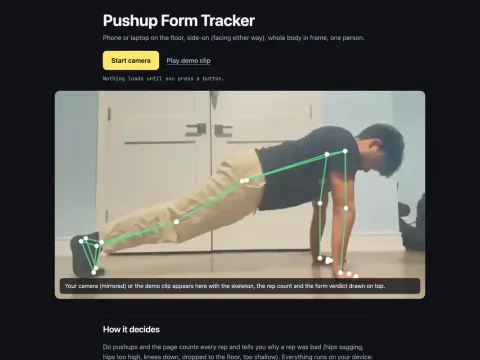 Pushup Form Tracker
Phone or laptop on the floor, side-on (facing either way), whole body in frame, one person.
Start camera
Play demo clip
Nothing loads until you press a button.
Your camera (mirrored) or the demo clip appears here with the skeleton, the rep count and the form verdict drawn on top.
How it decides
Do pushups and the page counts every rep and tells you why a rep was bad (hips sagging,
hips too high, knees down, dropped to the floor, too shallow). Everything runs on your device: